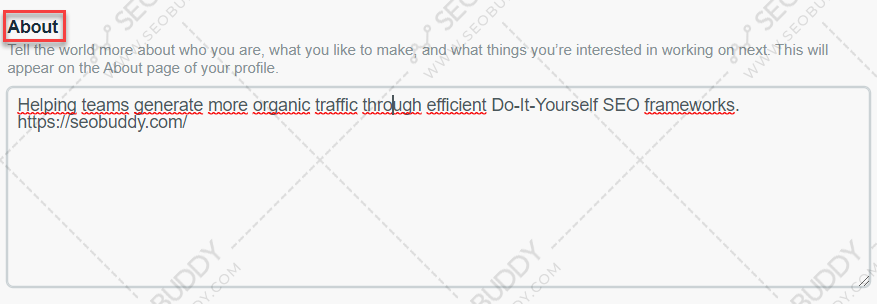 About
Tell the world more about who you are, what you like to make, and what things you're interested in working on next. This will
appear on the About page of your profile.
Helping teams generate more organic traffic through efficient Do-It-Yourself SEO frameworks.
https://seobuddy.com/